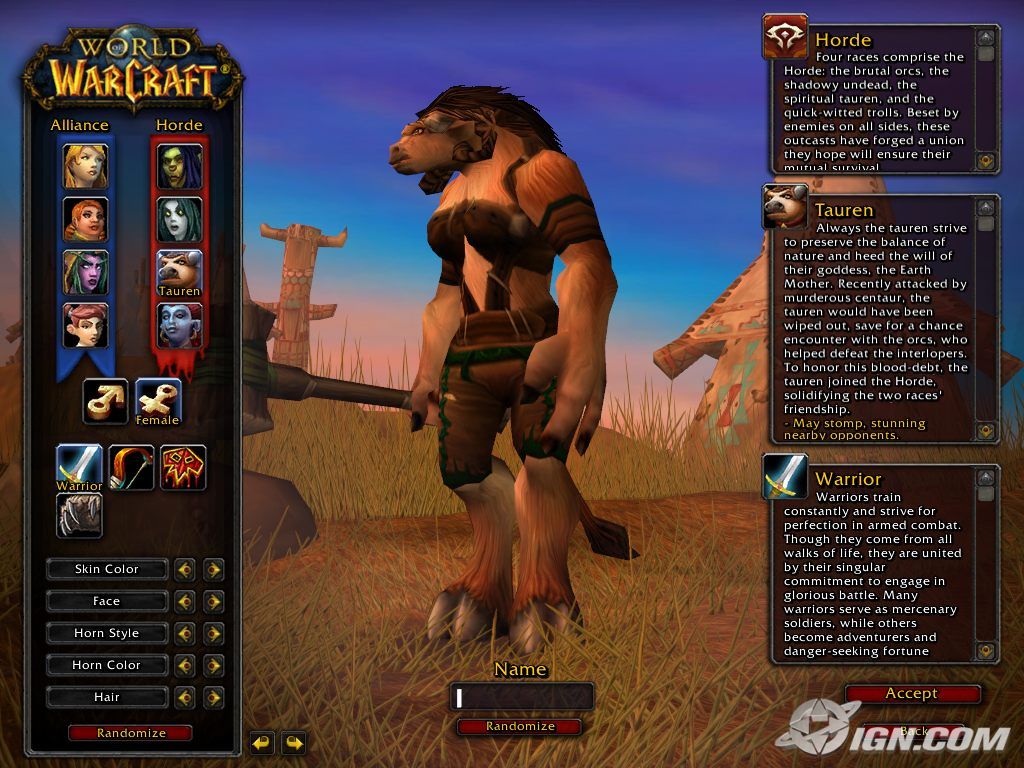 WORLD
OF
WARCRAFT®
Alliance
Horde
Tauren
Female
Warrior
Skin Color
Face
Horn Style
Horn Color
Hair
Randomize
Name
Randomize
Horde
Four races comprise the
Horde: the brutal orcs, the
shadowy undead, the
spiritual tauren, and the
quick-witted trolls. Beset by
enemies on all sides, these
outcasts have forged a union
they hope will ensure their
mutual survival
Tauren
Always the tauren strive
to preserve the balance of
nature and heed the will of
their goddess, the Earth
Mother. Recently attacked by
murderous centaur, the
tauren would have been
wiped out, save for a chance
encounter with the orcs, who
helped defeat the interlopers.
To honor this blood-debt, the
tauren joined the Horde,
solidifying the two races'
friendship.
- May stomp, stunning
nearby opponents.
Warrior
Warriors train
constantly and strive for
perfection in armed combat.
Though they come from all
walks of life, they are united
by their singular
commitment to engage in
glorious battle. Many
warriors serve as mercenary
soldiers, while others
become adventurers and
danger-seeking fortune
Accept
Back
IGN.COM